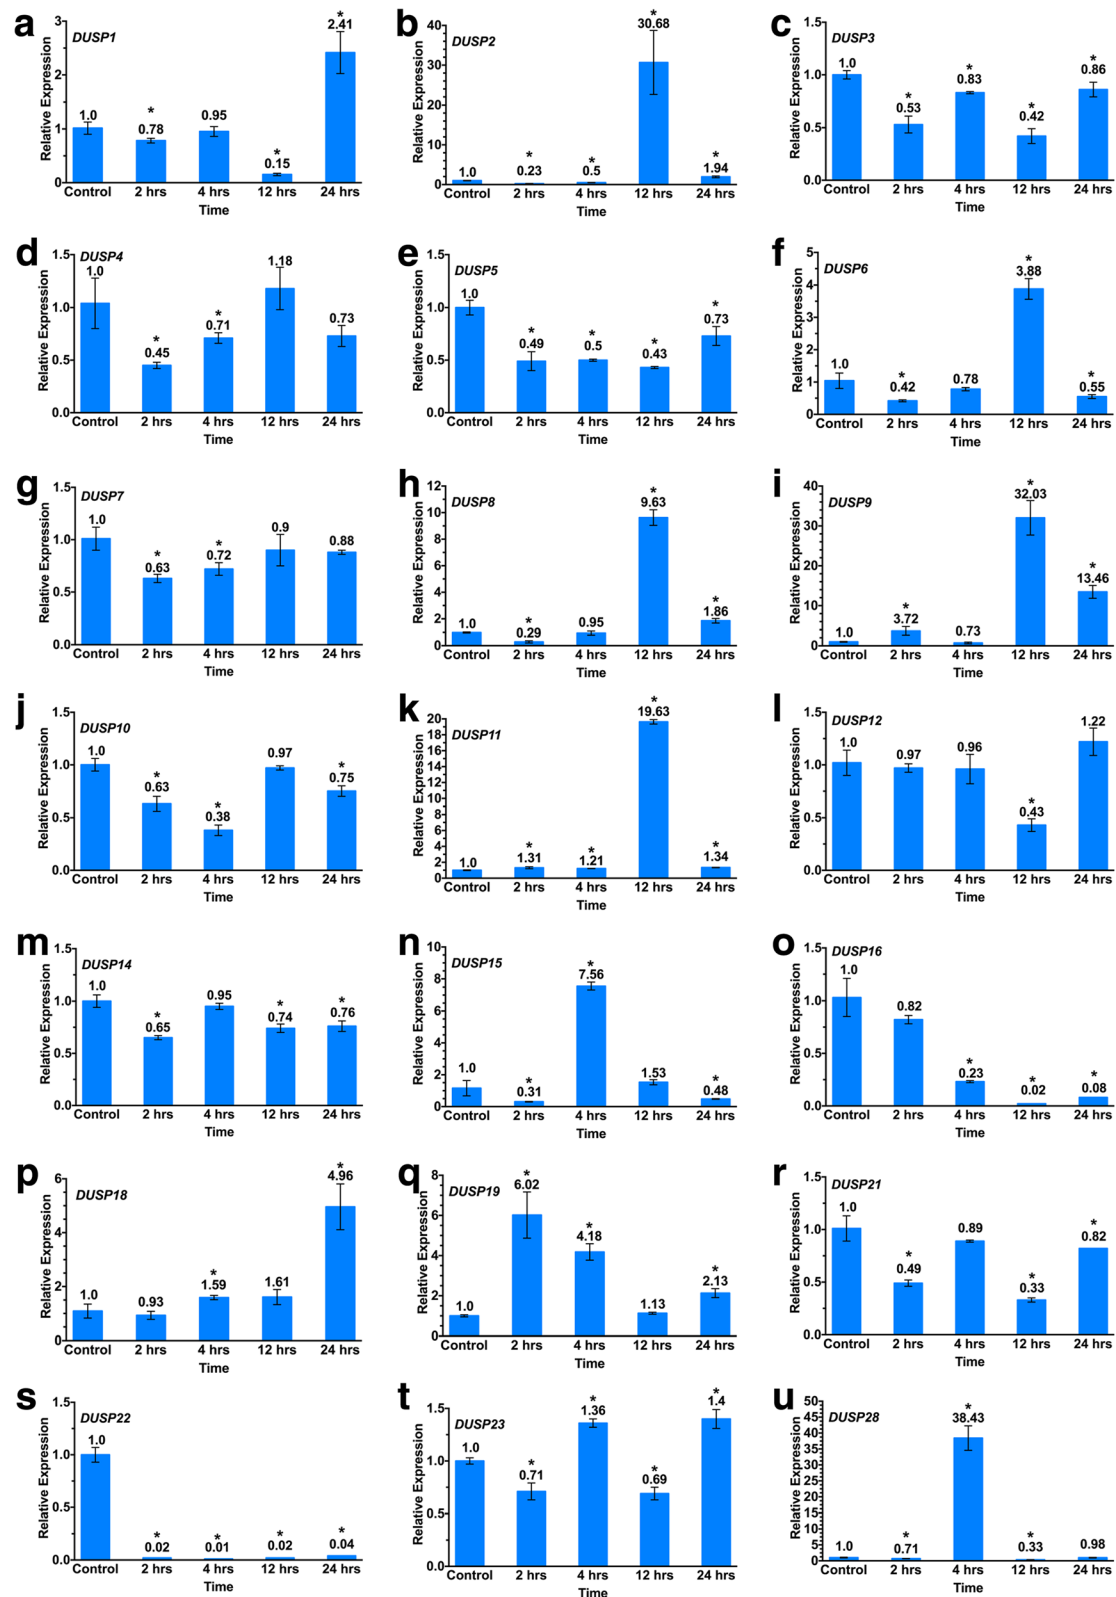 a
DUSP1
Relative Expression
3
2
1
0
1.0
* 0.78
0.95
* 0.15
* 2.41
Control 2 hrs 4 hrs 12 hrs 24 hrs
Time
b
DUSP2
Relative Expression
40
30
20
10
0
1.0
* 0.23
* 0.5
* 30.68
* 1.94
Control 2 hrs 4 hrs 12 hrs 24 hrs
Time
c
DUSP3
Relative Expression
1.5
1.0
0.5
0.0
1.0
* 0.53
* 0.83
* 0.42
* 0.86
Control 2 hrs 4 hrs 12 hrs 24 hrs
Time
d
DUSP4
Relative Expression
1.5
1.0
0.5
0.0
1.0
* 0.45
* 0.71
1.18
0.73
Control 2 hrs 4 hrs 12 hrs 24 hrs
Time
e
DUSP5
Relative Expression
1.5
1.0
0.5
0.0
1.0
* 0.49
* 0.5
* 0.43
* 0.73
Control 2 hrs 4 hrs 12 hrs 24 hrs
Time
f
DUSP6
Relative Expression
5
4
3
2
1
0
1.0
* 0.42
0.78
* 3.88
* 0.55
Control 2 hrs 4 hrs 12 hrs 24 hrs
Time
g
DUSP7
Relative Expression
1.5
1.0
0.5
0.0
1.0
* 0.63
* 0.72
0.9
0.88
Control 2 hrs 4 hrs 12 hrs 24 hrs
Time
h
DUSP8
Relative Expression
12
10
8
6
4
2
0
1.0
* 0.29
0.95
* 9.63
* 1.86
Control 2 hrs 4 hrs 12 hrs 24 hrs
Time
i
DUSP9
Relative Expression
40
30
20
10
0
1.0
* 3.72
0.73
* 32.03
* 13.46
Control 2 hrs 4 hrs 12 hrs 24 hrs
Time
j
DUSP10
Relative Expression
1.5
1.0
0.5
0.0
1.0
* 0.63
* 0.38
0.97
* 0.75
Control 2 hrs 4 hrs 12 hrs 24 hrs
Time
k
DUSP11
Relative Expression
20
18
16
14
12
10
8
6
4
2
0
1.0
* 1.31
* 1.21
* 19.63
* 1.34
Control 2 hrs 4 hrs 12 hrs 24 hrs
Time
l
DUSP12
Relative Expression
1.5
1.0
0.5
0.0
1.0
0.97
0.96
* 0.43
1.22
Control 2 hrs 4 hrs 12 hrs 24 hrs
Time
m
DUSP14
Relative Expression
1.5
1.0
0.5
0.0
1.0
* 0.65
0.95
* 0.74
* 0.76
Control 2 hrs 4 hrs 12 hrs 24 hrs
Time
n
DUSP15
Relative Expression
10
8
6
4
2
0
1.0
* 0.31
* 7.56
1.53
* 0.48
Control 2 hrs 4 hrs 12 hrs 24 hrs
Time
o
DUSP16
Relative Expression
1.5
1.0
0.5
0.0
1.0
0.82
* 0.23
* 0.02
* 0.08
Control 2 hrs 4 hrs 12 hrs 24 hrs
Time
p
DUSP18
Relative Expression
6
4
2
0
1.0
0.93
* 1.59
1.61
* 4.96
Control 2 hrs 4 hrs 12 hrs 24 hrs
Time
q
DUSP19
Relative Expression
8
6
4
2
0
1.0
* 6.02
* 4.18
1.13
* 2.13
Control 2 hrs 4 hrs 12 hrs 24 hrs
Time
r
DUSP21
Relative Expression
1.5
1.0
0.5
0.0
1.0
* 0.49
0.89
* 0.33
* 0.82
Control 2 hrs 4 hrs 12 hrs 24 hrs
Time
s
DUSP22
Relative Expression
1.5
1.0
0.5
0.0
1.0
* 0.02
* 0.01
* 0.02
* 0.04
Control 2 hrs 4 hrs 12 hrs 24 hrs
Time
t
DUSP23
Relative Expression
1.5
1.0
0.5
0.0
1.0
* 0.71
* 1.36
* 0.69
* 1.4
Control 2 hrs 4 hrs 12 hrs 24 hrs
Time
u
DUSP28
Relative Expression
50
45
40
35
30
25
20
15
10
5
0
1.0
* 0.71
* 38.43
* 0.33
0.98
Control 2 hrs 4 hrs 12 hrs 24 hrs
Time